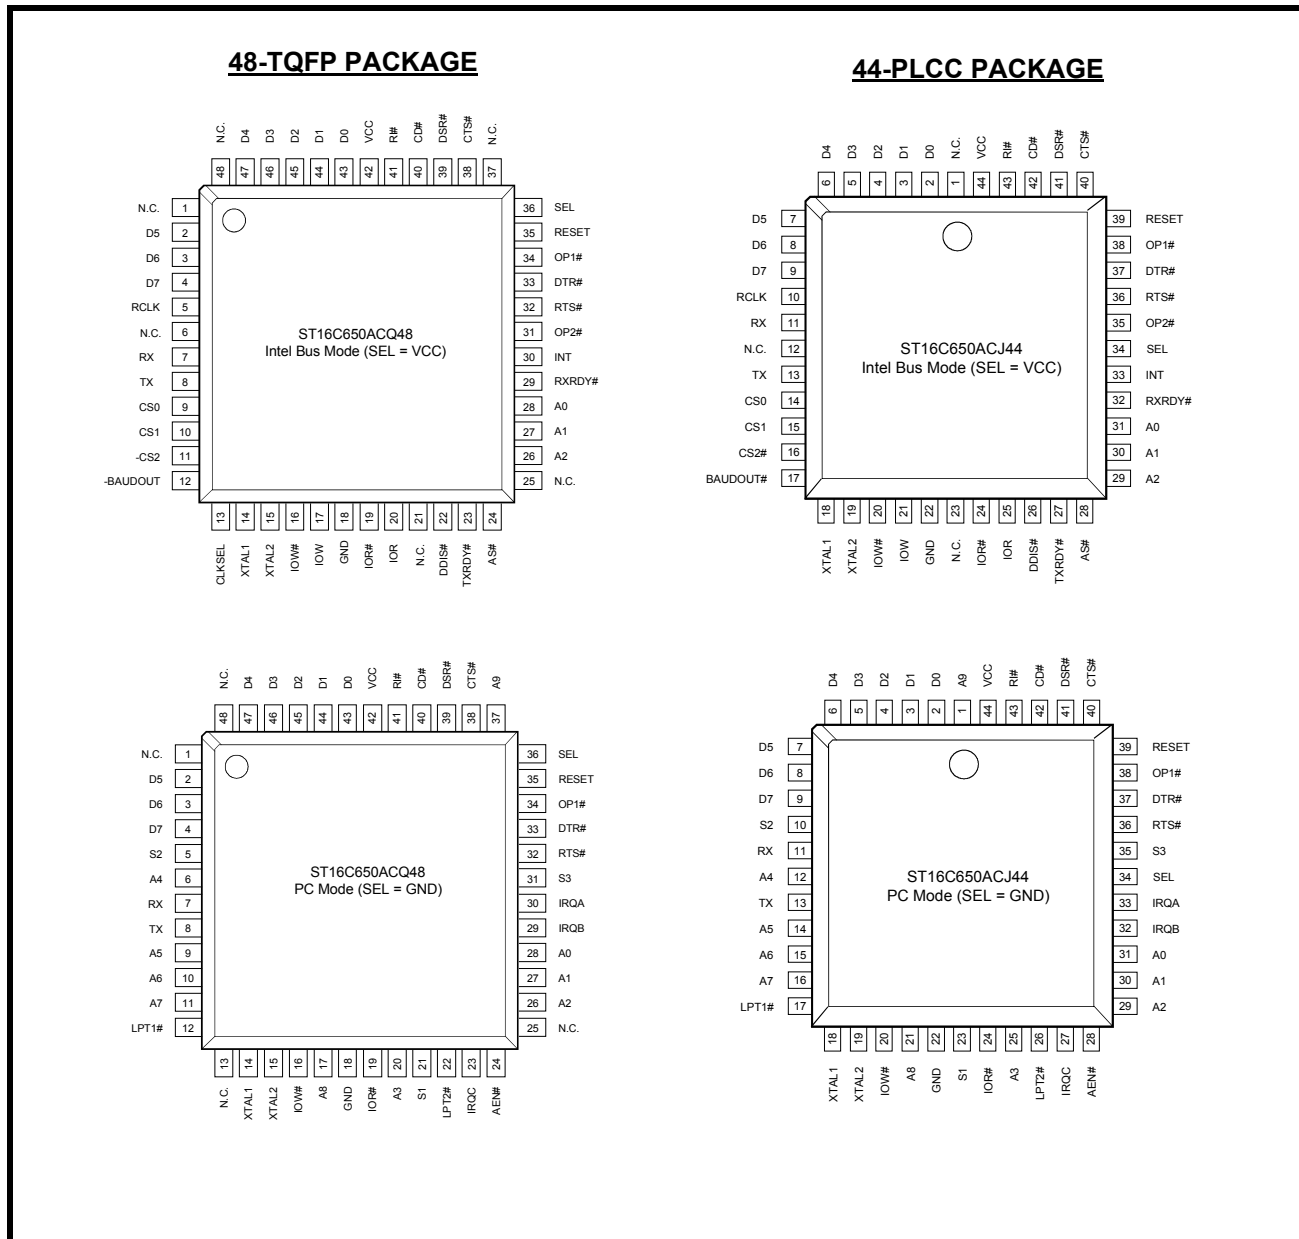 48-TQFP PACKAGE
44-PLCC PACKAGE
N.C. D4 D3 D2 D1 D0 VCC RI# CD# DSR# CTS# N.C.
48 47 46 45 44 43 42 41 40 39 38 37
N.C. 1 36 SEL
D5 2 35 RESET
D6 3 34 OP1#
D7 4 33 DTR#
RCLK 5 32 RTS#
N.C. 6 31 OP2#
RX 7 30 INT
TX 8 29 RXRDY#
CS0 9 28 A0
CS1 10 27 A1
-CS2 11 26 A2
-BAUDOUT 12 25 N.C.
ST16C650ACQ48
Intel Bus Mode (SEL = VCC)
13 14 15 16 17 18 19 20 21 22 23 24
CLKSEL XTAL1 XTAL2 IOW# IOW GND IOR# IOR N.C. DDIS# TXRDY# AS#
D4 D3 D2 D1 D0 N.C. VCC RI# CD# DSR# CTS#
6 5 4 3 2 1 44 43 42 41 40
D5 7 39 RESET
D6 8 38 OP1#
D7 9 37 DTR#
RCLK 10 36 RTS#
RX 11 35 OP2#
N.C. 12 34 SEL
TX 13 33 INT
CS0 14 32 RXRDY#
CS1 15 31 A0
CS2# 16 30 A1
BAUDOUT# 17 29 A2
ST16C650ACJ44
Intel Bus Mode (SEL = VCC)
18 19 20 21 22 23 24 25 26 27 28
XTAL1 XTAL2 IOW# IOW GND N.C. IOR# IOR DDIS# TXRDY# AS#
N.C. D4 D3 D2 D1 D0 VCC RI# CD# DSR# CTS# A9
48 47 46 45 44 43 42 41 40 39 38 37
N.C. 1 36 SEL
D5 2 35 RESET
D6 3 34 OP1#
D7 4 33 DTR#
S2 5 32 RTS#
A4 6 31 S3
RX 7 30 IRQA
TX 8 29 IRQB
A5 9 28 A0
A6 10 27 A1
A7 11 26 A2
LPT1# 12 25 N.C.
ST16C650ACQ48
PC Mode (SEL = GND)
13 14 15 16 17 18 19 20 21 22 23 24
N.C. XTAL1 XTAL2 IOW# A8 GND IOR# A3 S1 LPT2# IRQC AEN#
D4 D3 D2 D1 D0 A9 VCC RI# CD# DSR# CTS#
6 5 4 3 2 1 44 43 42 41 40
D5 7 39 RESET
D6 8 38 OP1#
D7 9 37 DTR#
S2 10 36 RTS#
RX 11 35 S3
A4 12 34 SEL
TX 13 33 IRQA
A5 14 32 IRQB
A6 15 31 A0
A7 16 30 A1
LPT1# 17 29 A2
ST16C650ACJ44
PC Mode (SEL = GND)
18 19 20 21 22 23 24 25 26 27 28
XTAL1 XTAL2 IOW# A8 GND S1 IOR# A3 LPT2# IRQC AEN#